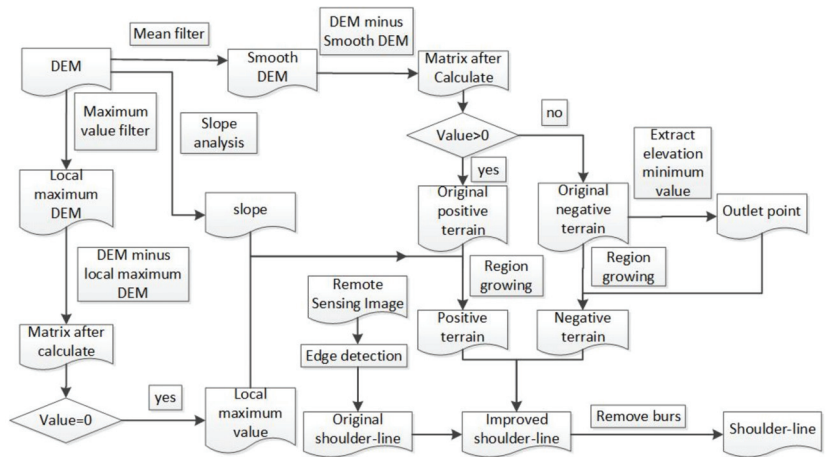 Mean filter
DEM minus
Smooth DEM
DEM
Smooth
DEM
Matrix after
Calculate
Maximum
value filter
Slope
analysis
Value>0
no
Extract
elevation
minimum
value
yes
Local
maximum
DEM
slope
Original
positive
terrain
Original
negative
terrain
Outlet point
DEM minus
local maximum
DEM
Remote
Sensing Image
Region
growing
Region
growing
Matrix after
calculate
Edge detection
Positive
terrain
Negative
terrain
Value=0
yes
Local
maximum
value
Original
shoulder-line
Improved
shoulder-line
Remove burs
Shoulder-line